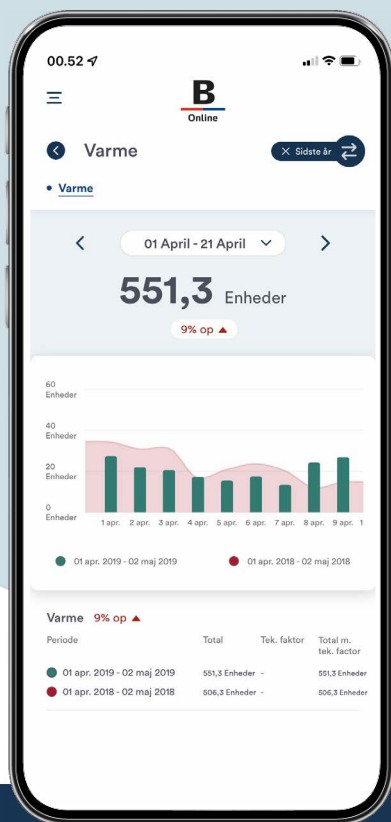 00.52
B
Online
Varme
× Sidste år
• Varme
01 April - 21 April
551,3 Enheder
9% op ▲
60
Enheder
40
Enheder
20
Enheder
0
Enheder
1 apr. 2 apr. 3 apr. 4 apr. 5 apr. 6 apr. 7 apr. 8 apr. 9 apr. 1
01 apr. 2019 - 02 maj 2019 01 apr. 2018 - 02 maj 2018
Varme 9% op ▲
Periode Total Tek. faktor Total m.
tek. factor
01 apr. 2019 - 02 maj 2019 551,3 Enheder - 551,3 Enheder
01 apr. 2018 - 02 maj 2018 506,3 Enheder - 506,3 Enheder